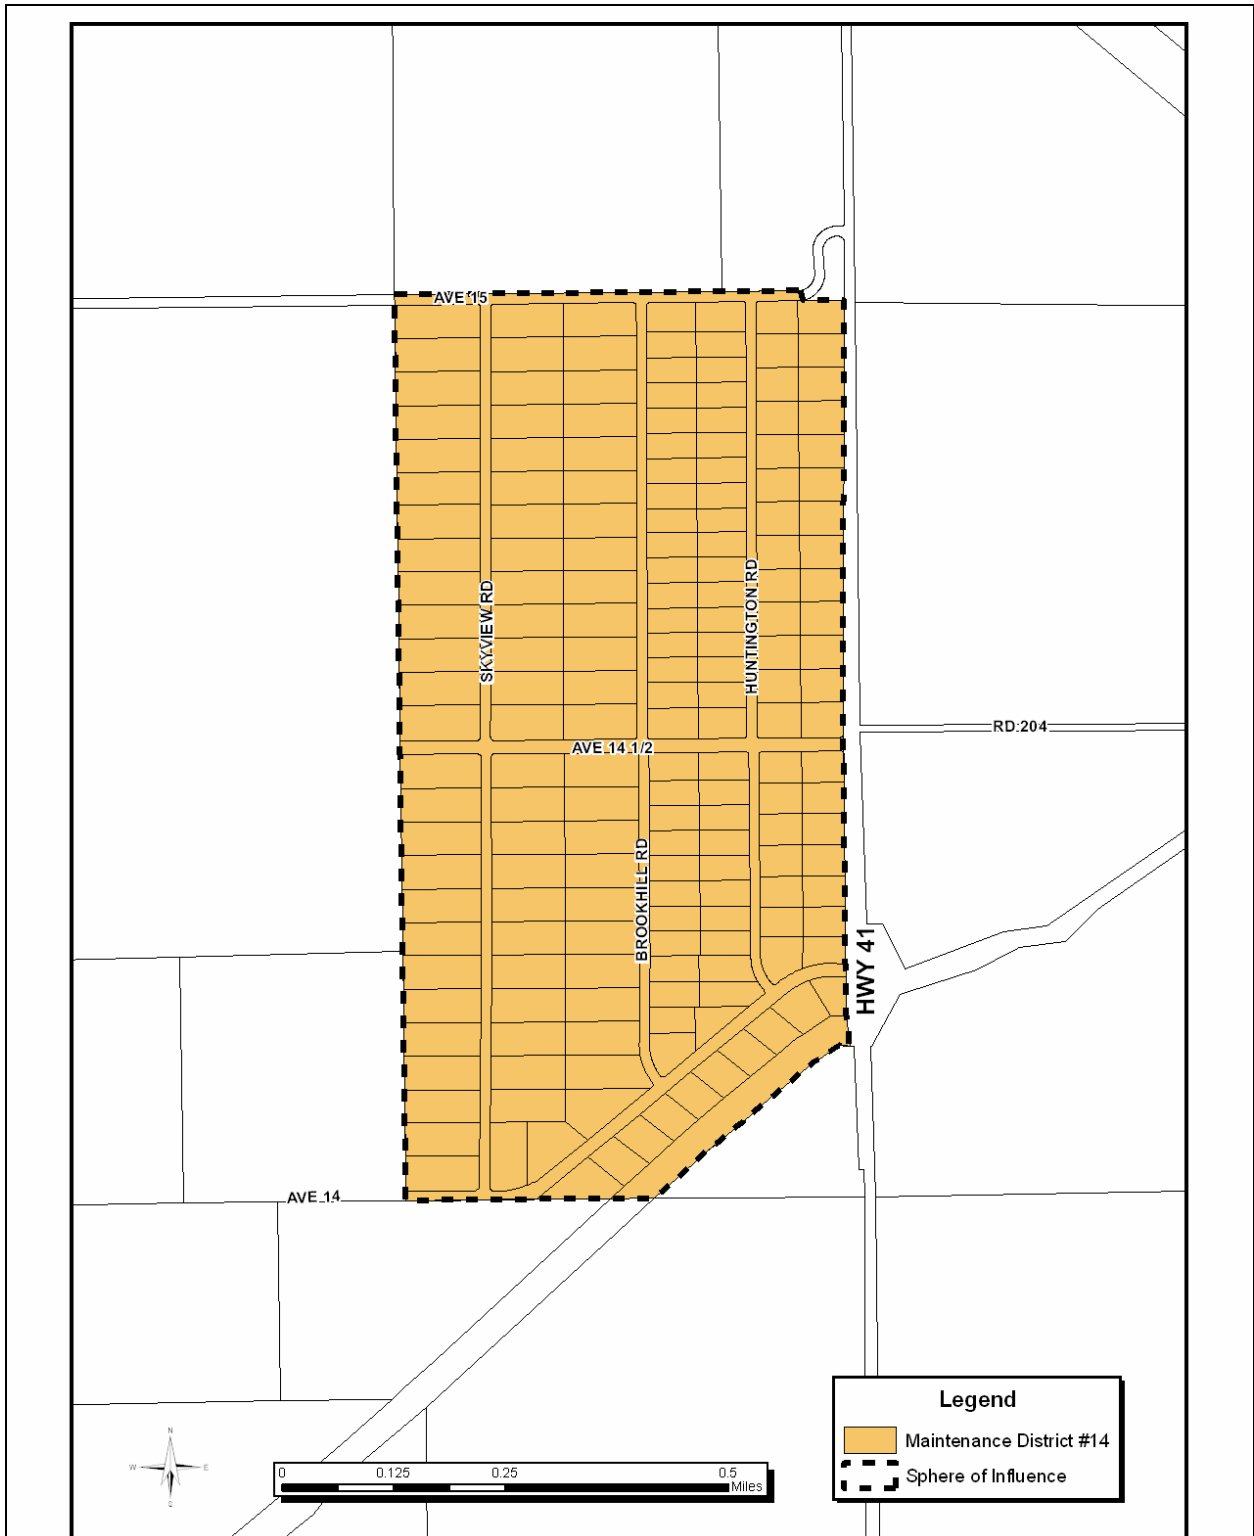 AVE 15
SKYVIEW RD
HUNTINGTON RD
RD 204
AVE 14 1/2
BROOKHILL RD
HWY 41
AVE 14
Legend
Maintenance District #14
Sphere of Influence
N
W E
S
0 0.125 0.25 0.5
Miles